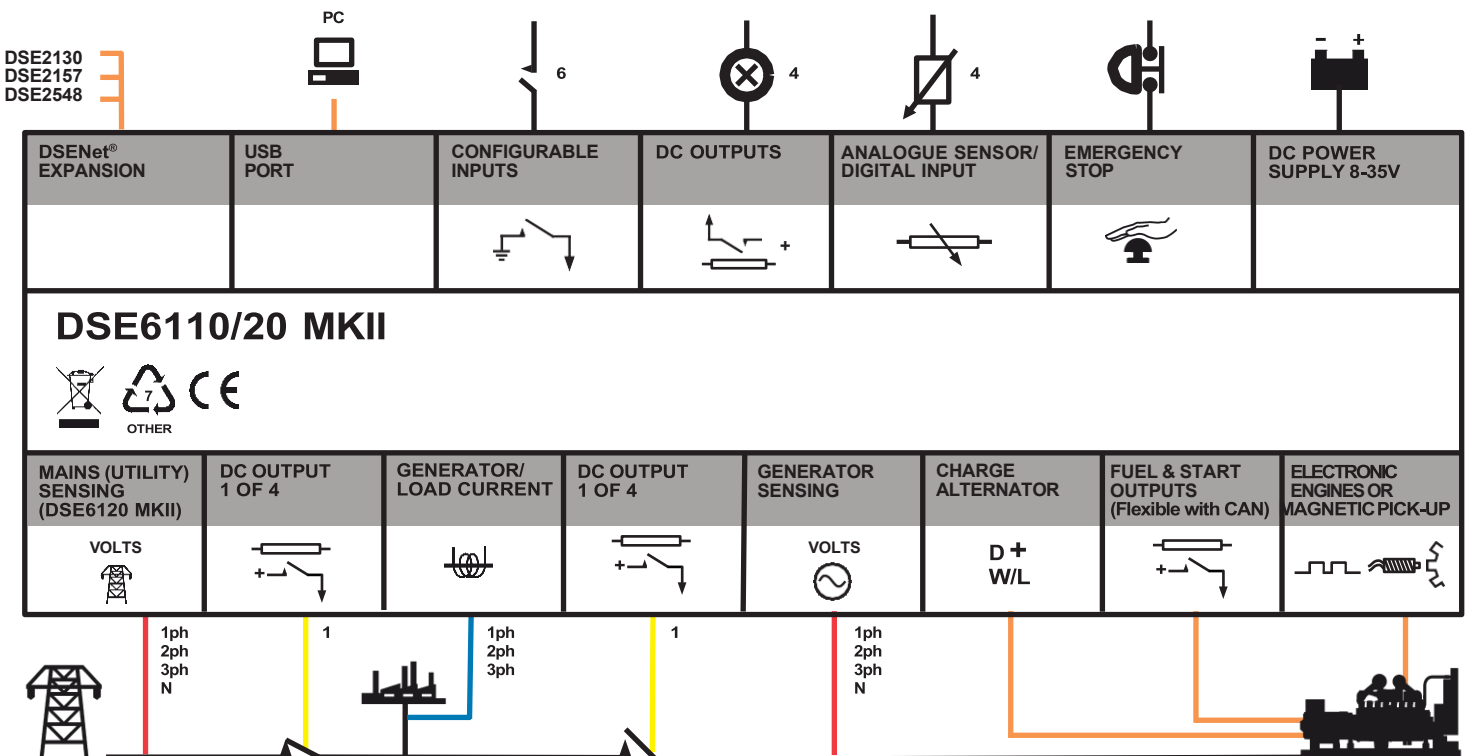 PC
DSE2130
DSE2157
DSE2548
6
4
4
- +
DSENet®
EXPANSION
USB
PORT
CONFIGURABLE
INPUTS
DC OUTPUTS
ANALOGUE SENSOR/
DIGITAL INPUT
EMERGENCY
STOP
DC POWER
SUPPLY 8-35V
+
DSE6110/20 MKII
7
CE
OTHER
MAINS (UTILITY)
SENSING
(DSE6120 MKII)
DC OUTPUT
1 OF 4
GENERATOR/
LOAD CURRENT
DC OUTPUT
1 OF 4
GENERATOR
SENSING
CHARGE
ALTERNATOR
FUEL & START
OUTPUTS
(Flexible with CAN)
ELECTRONIC
ENGINES OR
MAGNETIC PICK-UP
VOLTS
+
+
VOLTS
D+
W/L
+
1ph
2ph
3ph
N
1
1ph
2ph
3ph
1
1ph
2ph
3ph
N